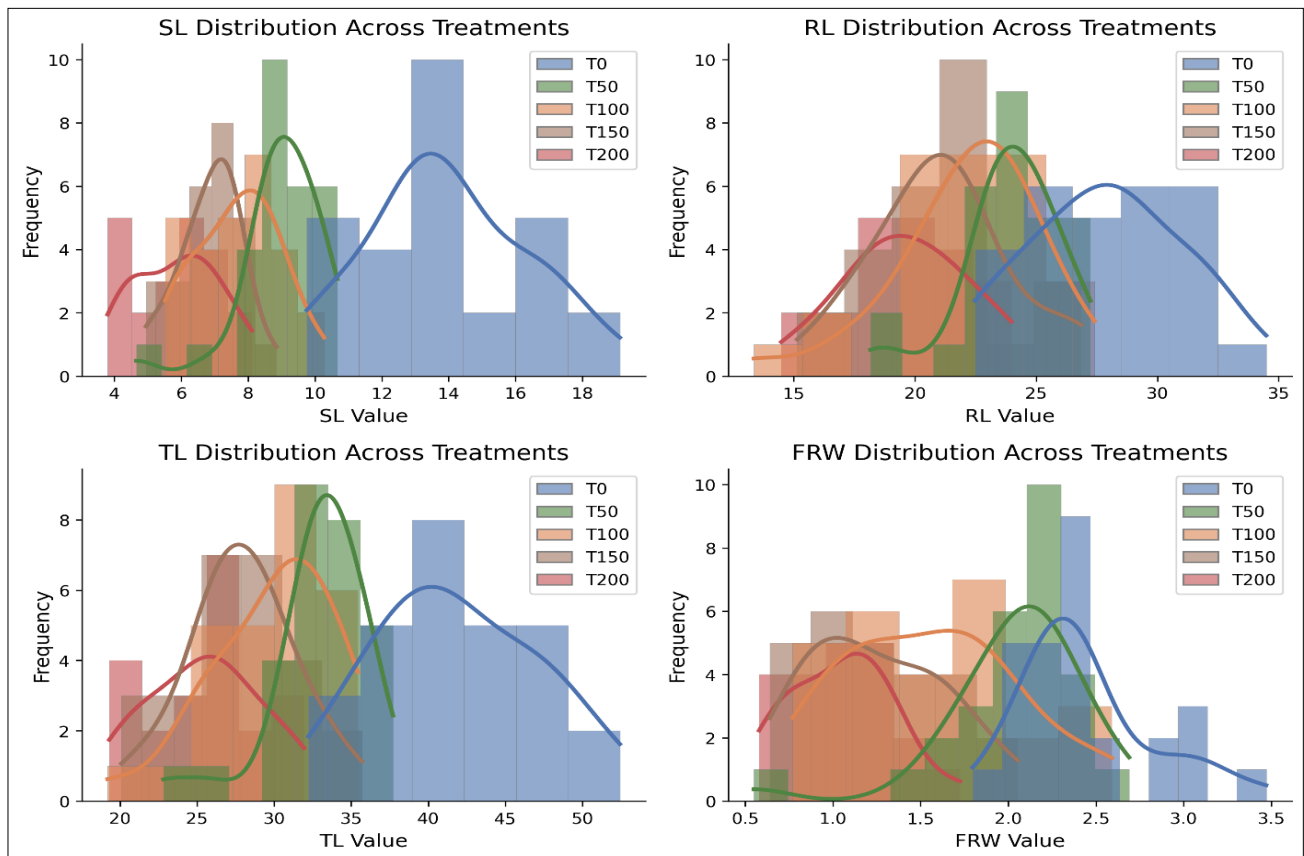 SL Distribution Across Treatments
10
8
6
4
2
0
Frequency
4 6 8 10 12 14 16 18
SL Value
T0
T50
T100
T150
T200
RL Distribution Across Treatments
10
8
6
4
2
0
Frequency
15 20 25 30 35
RL Value
T0
T50
T100
T150
T200
TL Distribution Across Treatments
8
6
4
2
0
Frequency
20 25 30 35 40 45 50
TL Value
T0
T50
T100
T150
T200
FRW Distribution Across Treatments
10
8
6
4
2
0
Frequency
0.5 1.0 1.5 2.0 2.5 3.0 3.5
FRW Value
T0
T50
T100
T150
T200